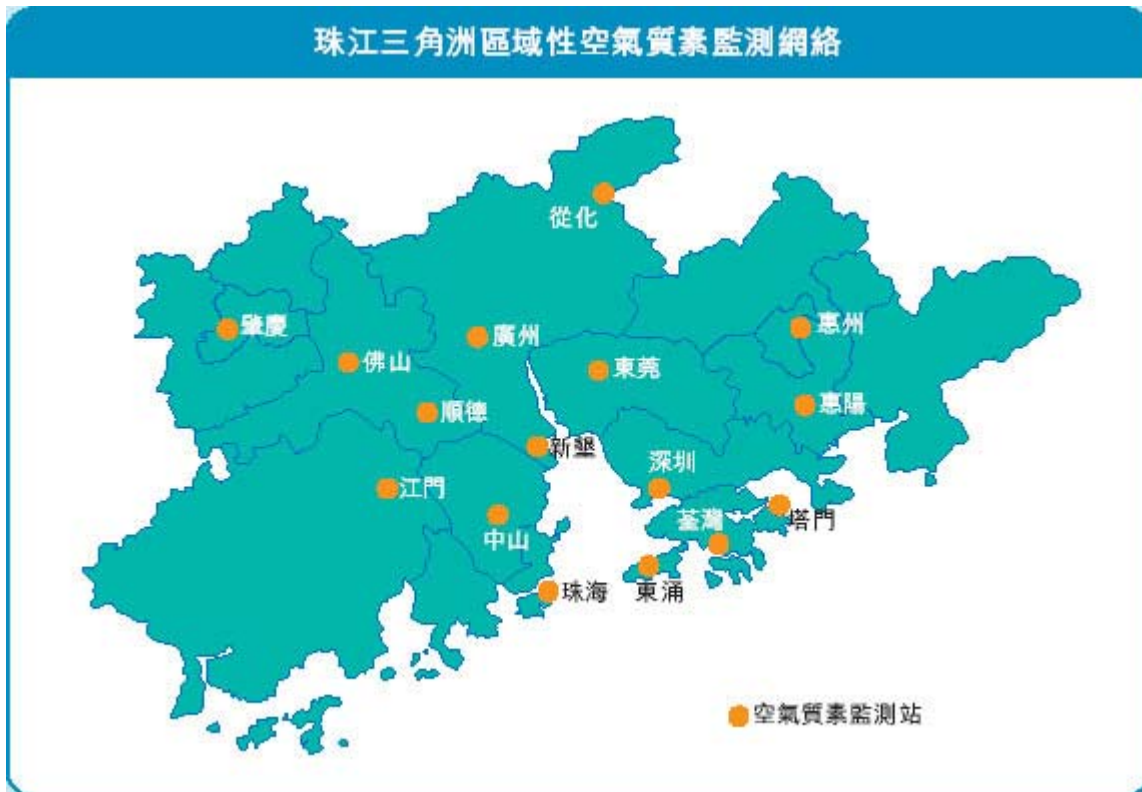 珠江三角洲區域性空氣質素監測網絡
從化
肇慶
廣州
惠州
佛山
東莞
順德
惠陽
新墾
深圳
江門
荃灣
塔門
中山
珠海
東涌
空氣質素監測站